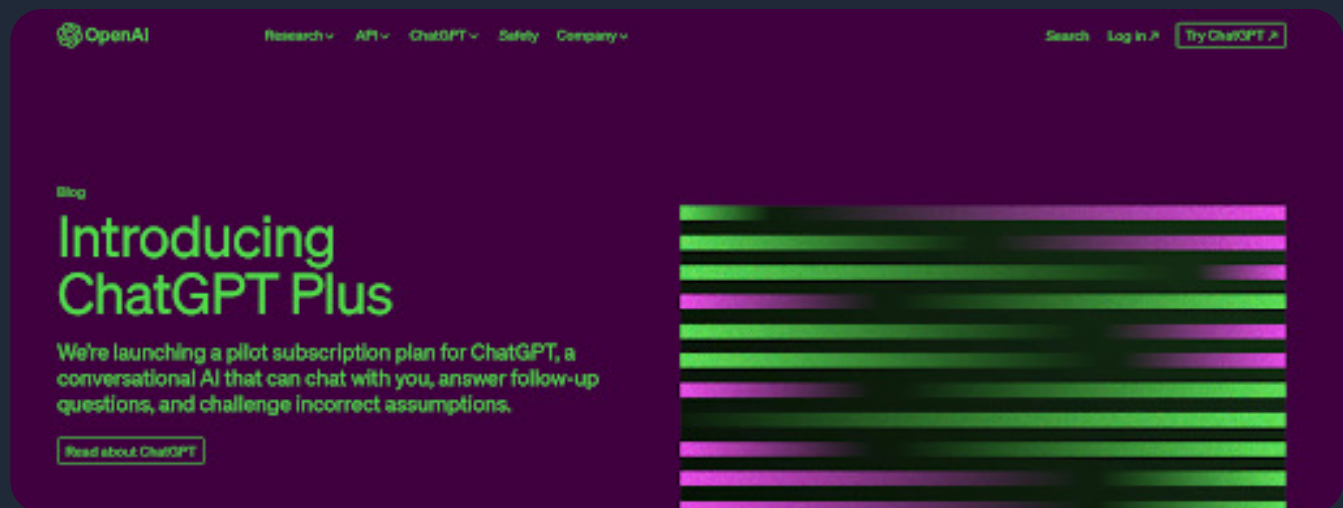 OpenAI
Research API ChatGPT Safety Company
Search Log in ↗ Try ChatGPT ↗
Blog
Introducing
ChatGPT Plus
We're launching a pilot subscription plan for ChatGPT, a
conversational AI that can chat with you, answer follow-up
questions, and challenge incorrect assumptions.
Read about ChatGPT